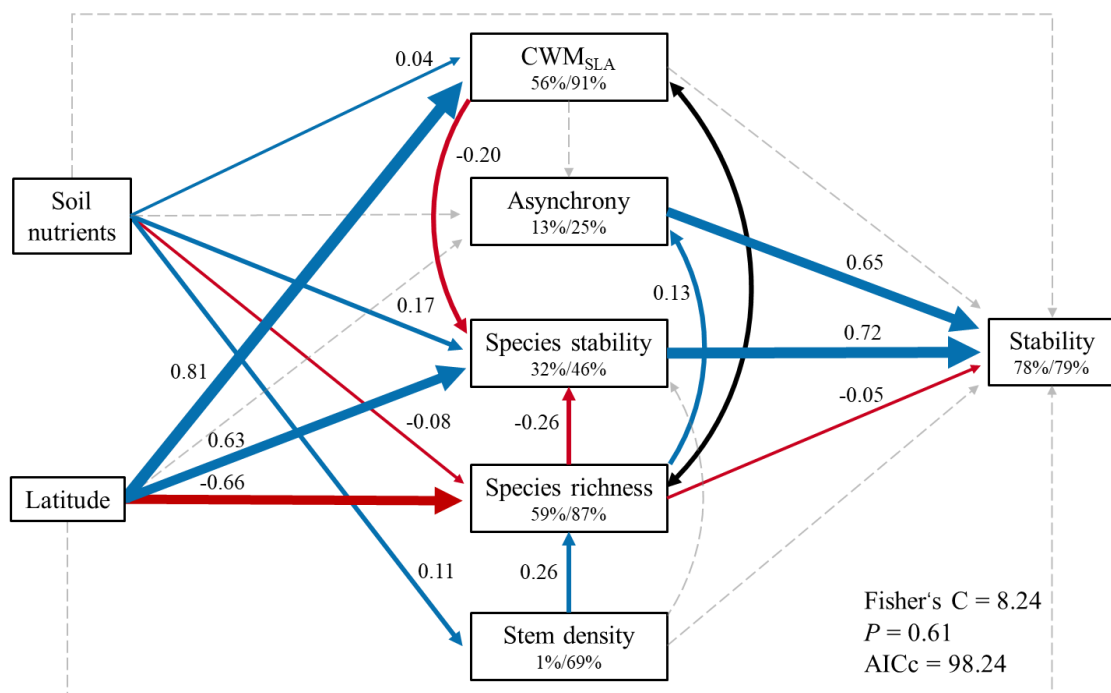 0.04
CWM_SLA
56%/91%
-0.20
Soil
nutrients
Asynchrony
13%/25%
0.65
0.17
0.13
Species stability
32%/46%
0.72
Stability
78%/79%
0.81
-0.08
-0.26
-0.05
0.63
-0.66
Latitude
Species richness
59%/87%
0.11
0.26
Stem density
1%/69%
Fisher‘s C = 8.24
P = 0.61
AICc = 98.24